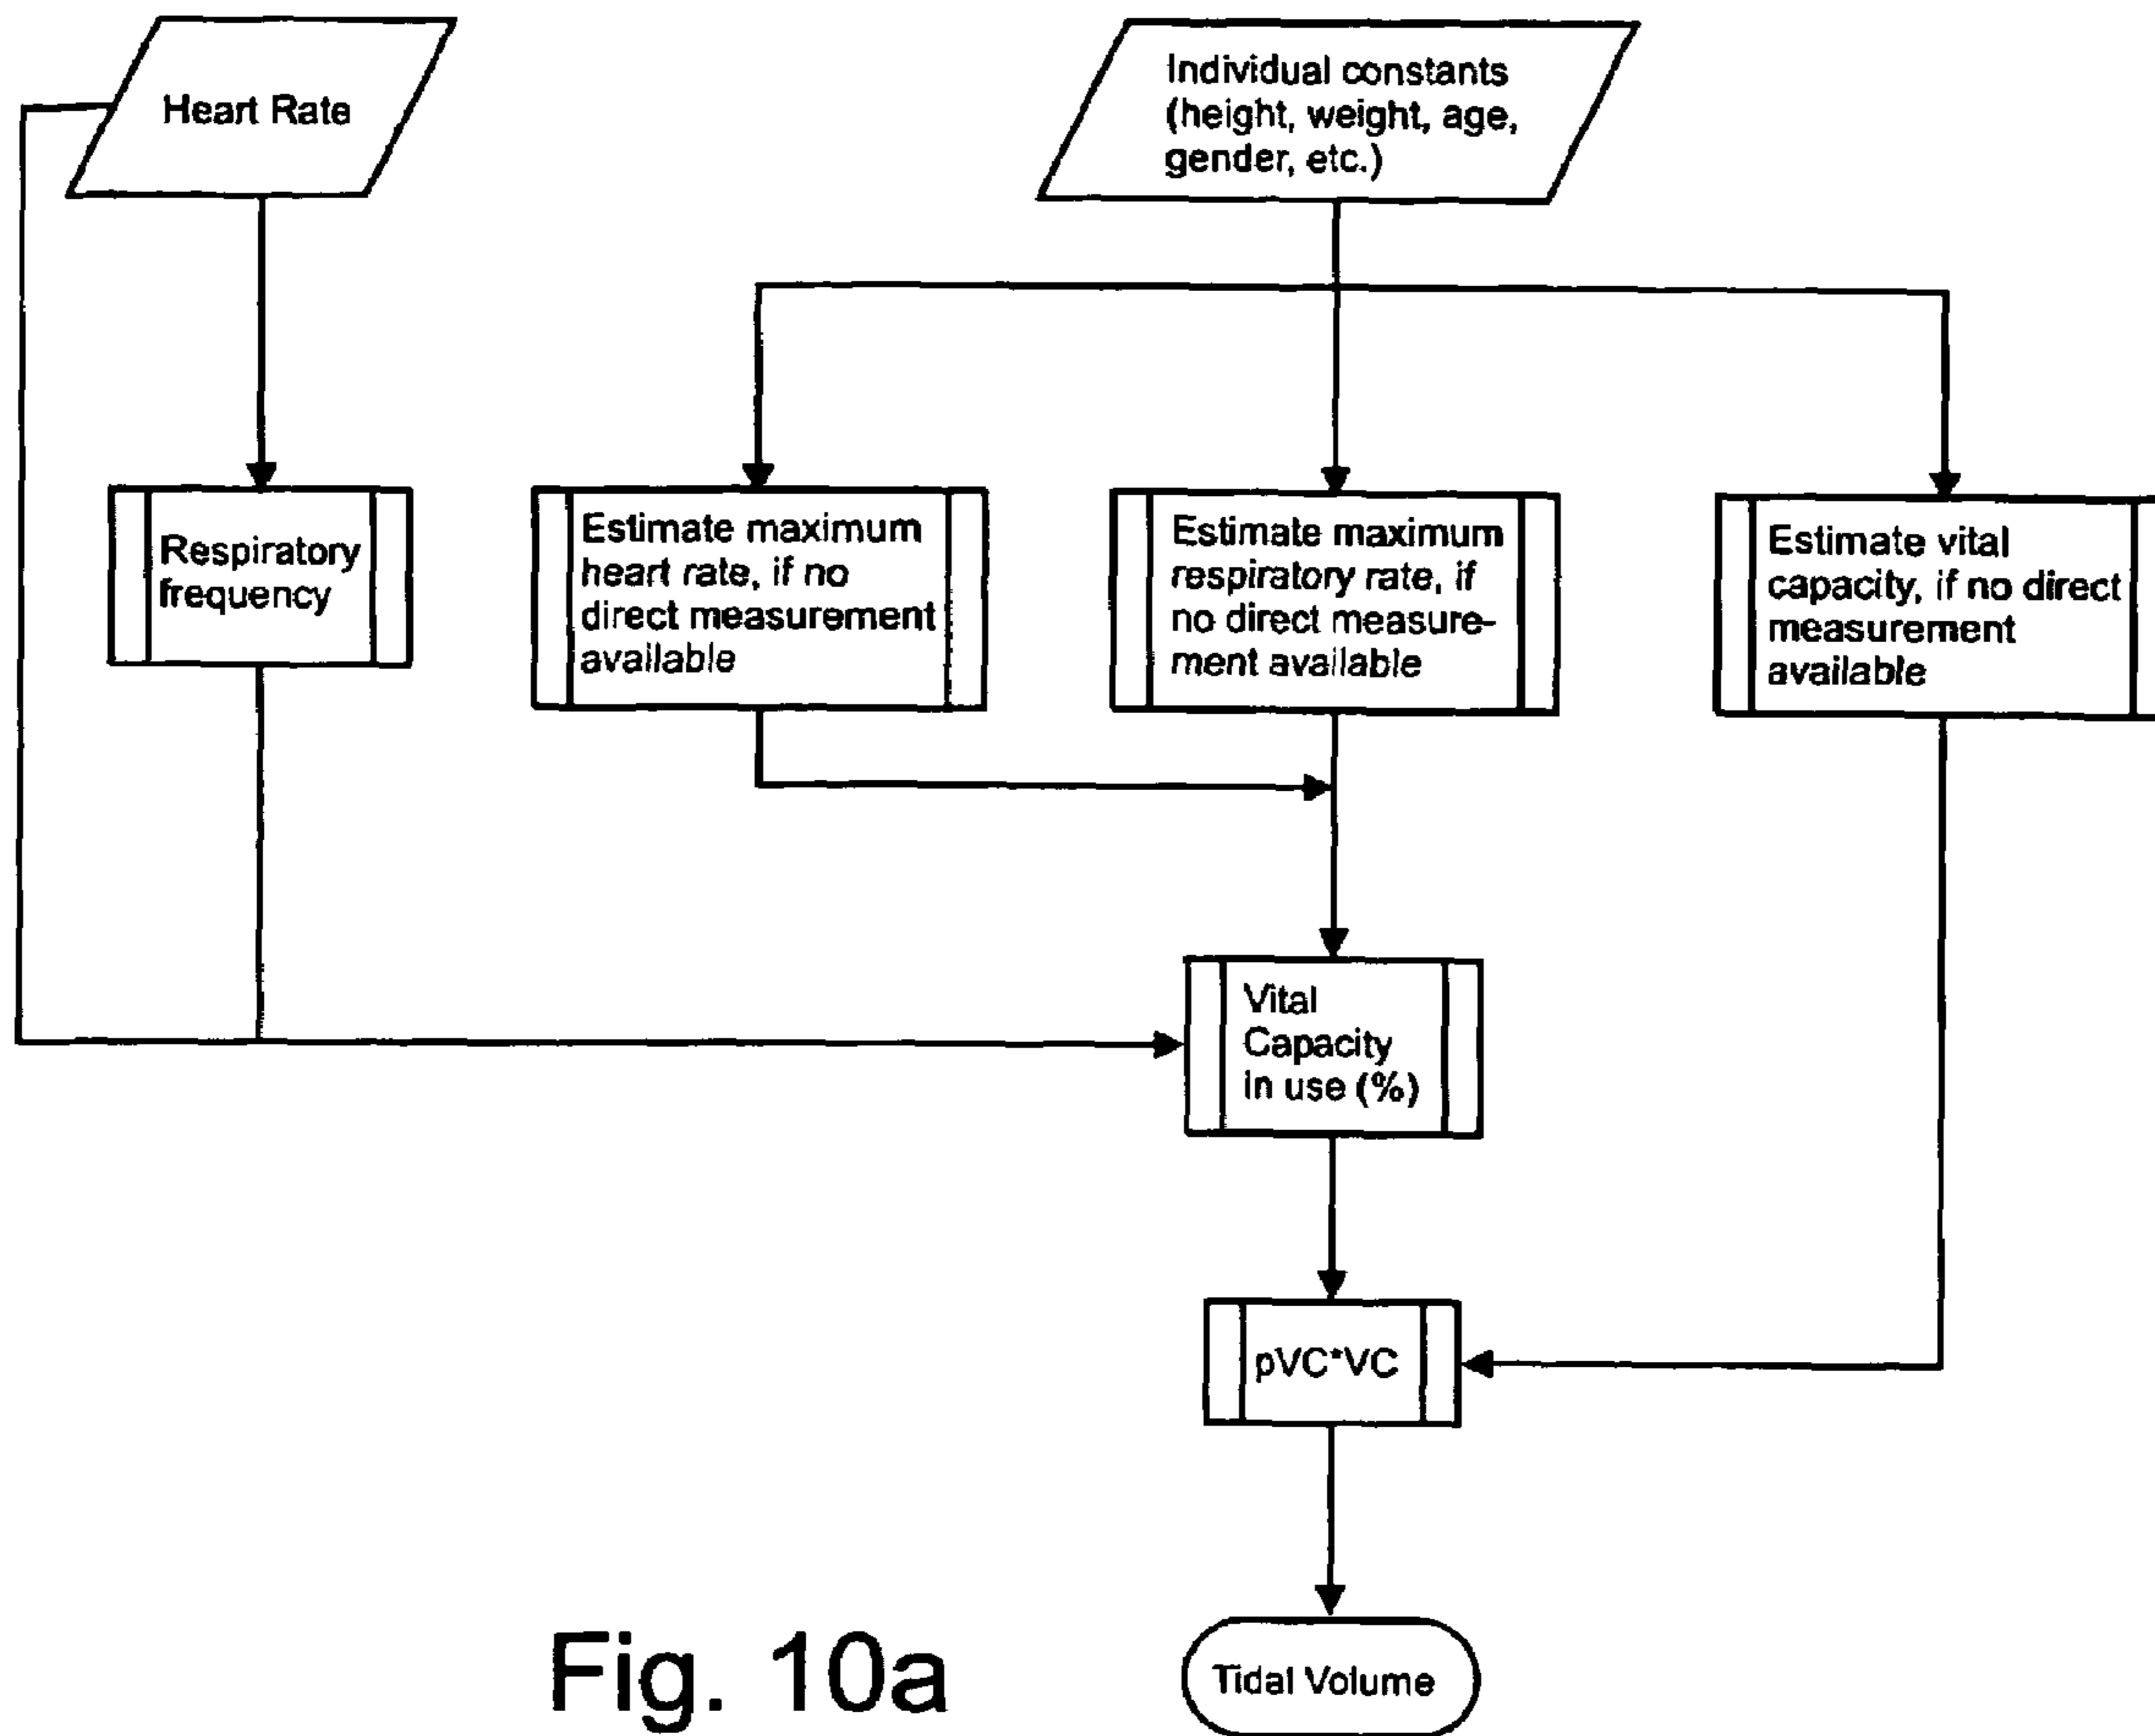 Heart Rate
Individual constants
(height, weight, age,
gender, etc.)
Respiratory
frequency
Estimate maximum
heart rate, if no
direct measurement
available
Estimate maximum
respiratory rate, if
no direct measure-
ment available
Estimate vital
capacity, if no direct
measurement
available
Vital
Capacity
in use (%)
pVC*VC
Tidal Volume
Fig. 10a